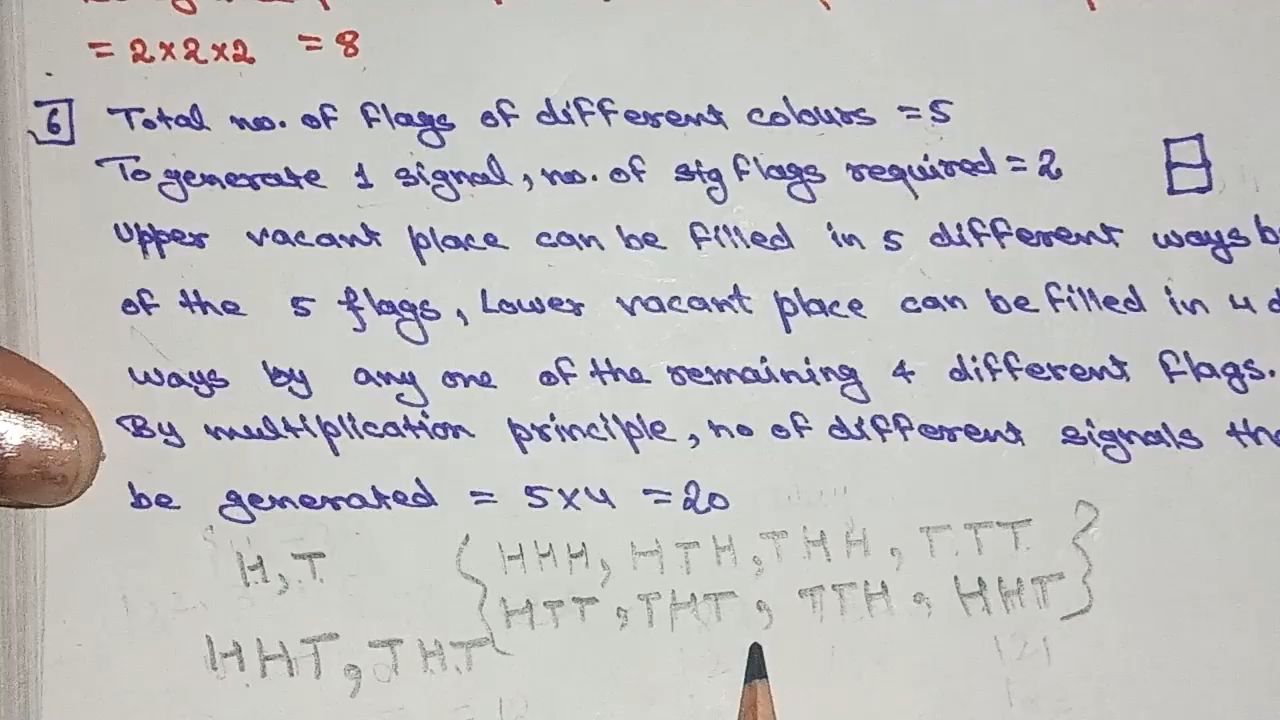 = 2×2×2 = 8
6 Total no. of flags of different colours = 5
To generate 1 signal, no. of sig flags required = 2
Upper vacant place can be filled in 5 different ways
of the 5 flags, Lower vacant place can be filled in 4
ways by any one of the remaining 4 different flags.
By multiplication principle, no of different signals
be generated = 5×4 = 20
H, T { HHH, HTH, THH, TTT
HTT, THT, TTH, HHT }
HHT, THT
121